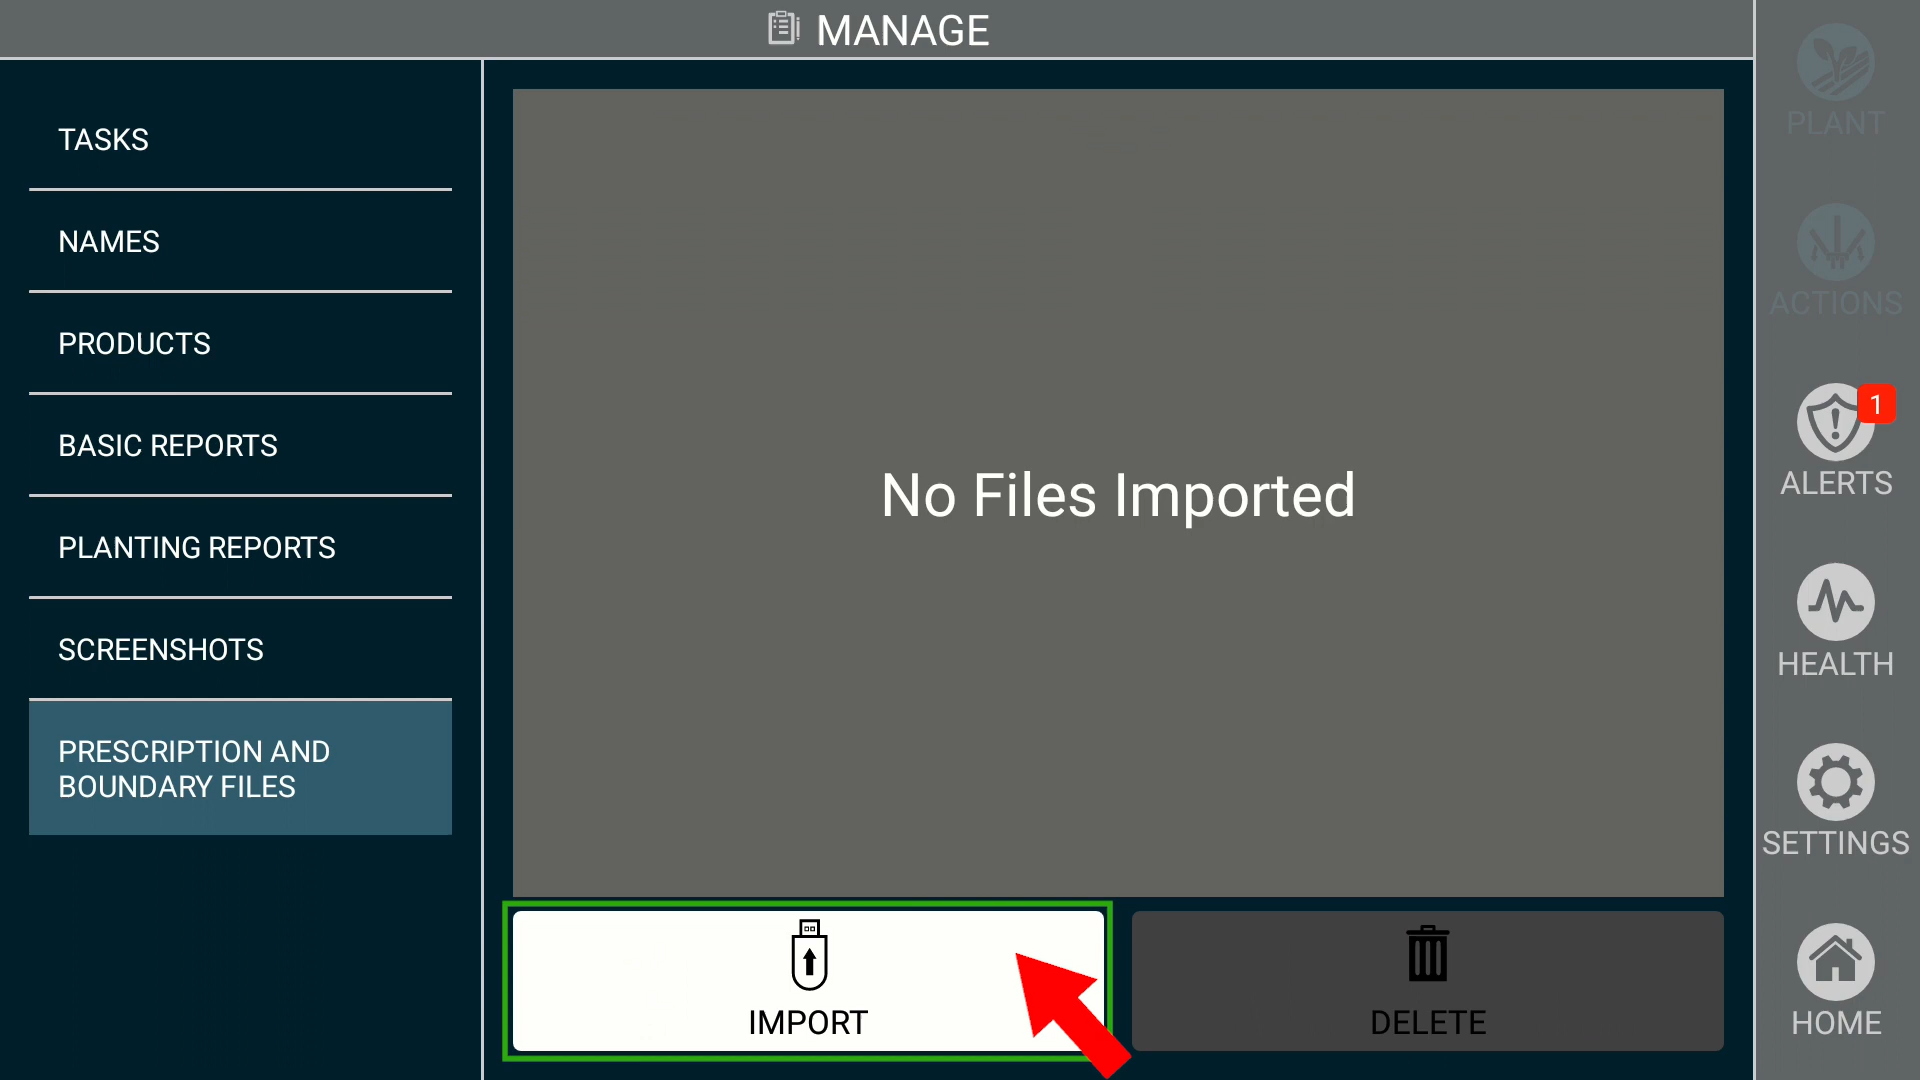 MANAGE
TASKS
NAMES
PRODUCTS
BASIC REPORTS
PLANTING REPORTS
SCREENSHOTS
PRESCRIPTION AND
BOUNDARY FILES
No Files Imported
IMPORT
DELETE
PLANT
ACTIONS
1
ALERTS
HEALTH
SETTINGS
HOME